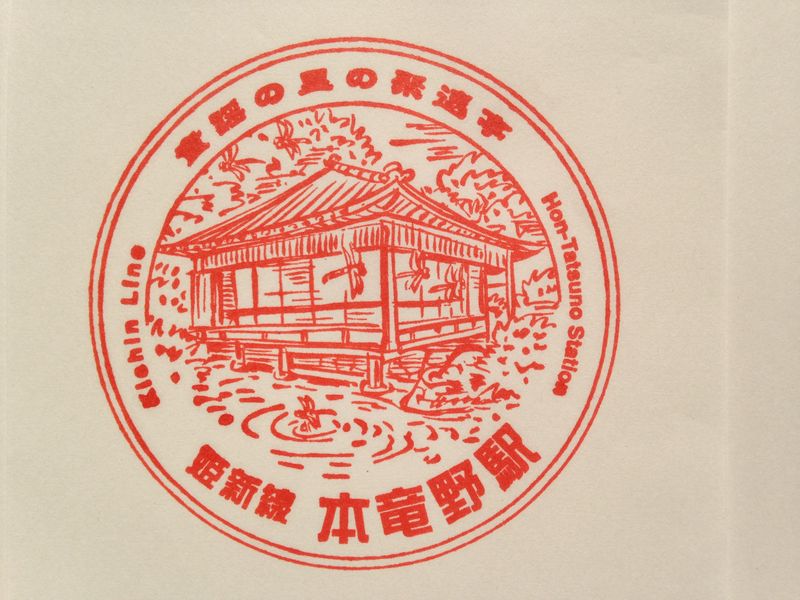 童謡の里の聚遠亭
Kishin Line
Hon-Tatsuno Station
姫新線
本竜野駅